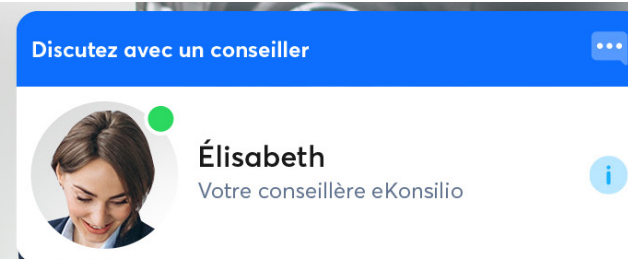 Discutez avec un conseiller
Élisabeth
Votre conseillère eKonsilio
i